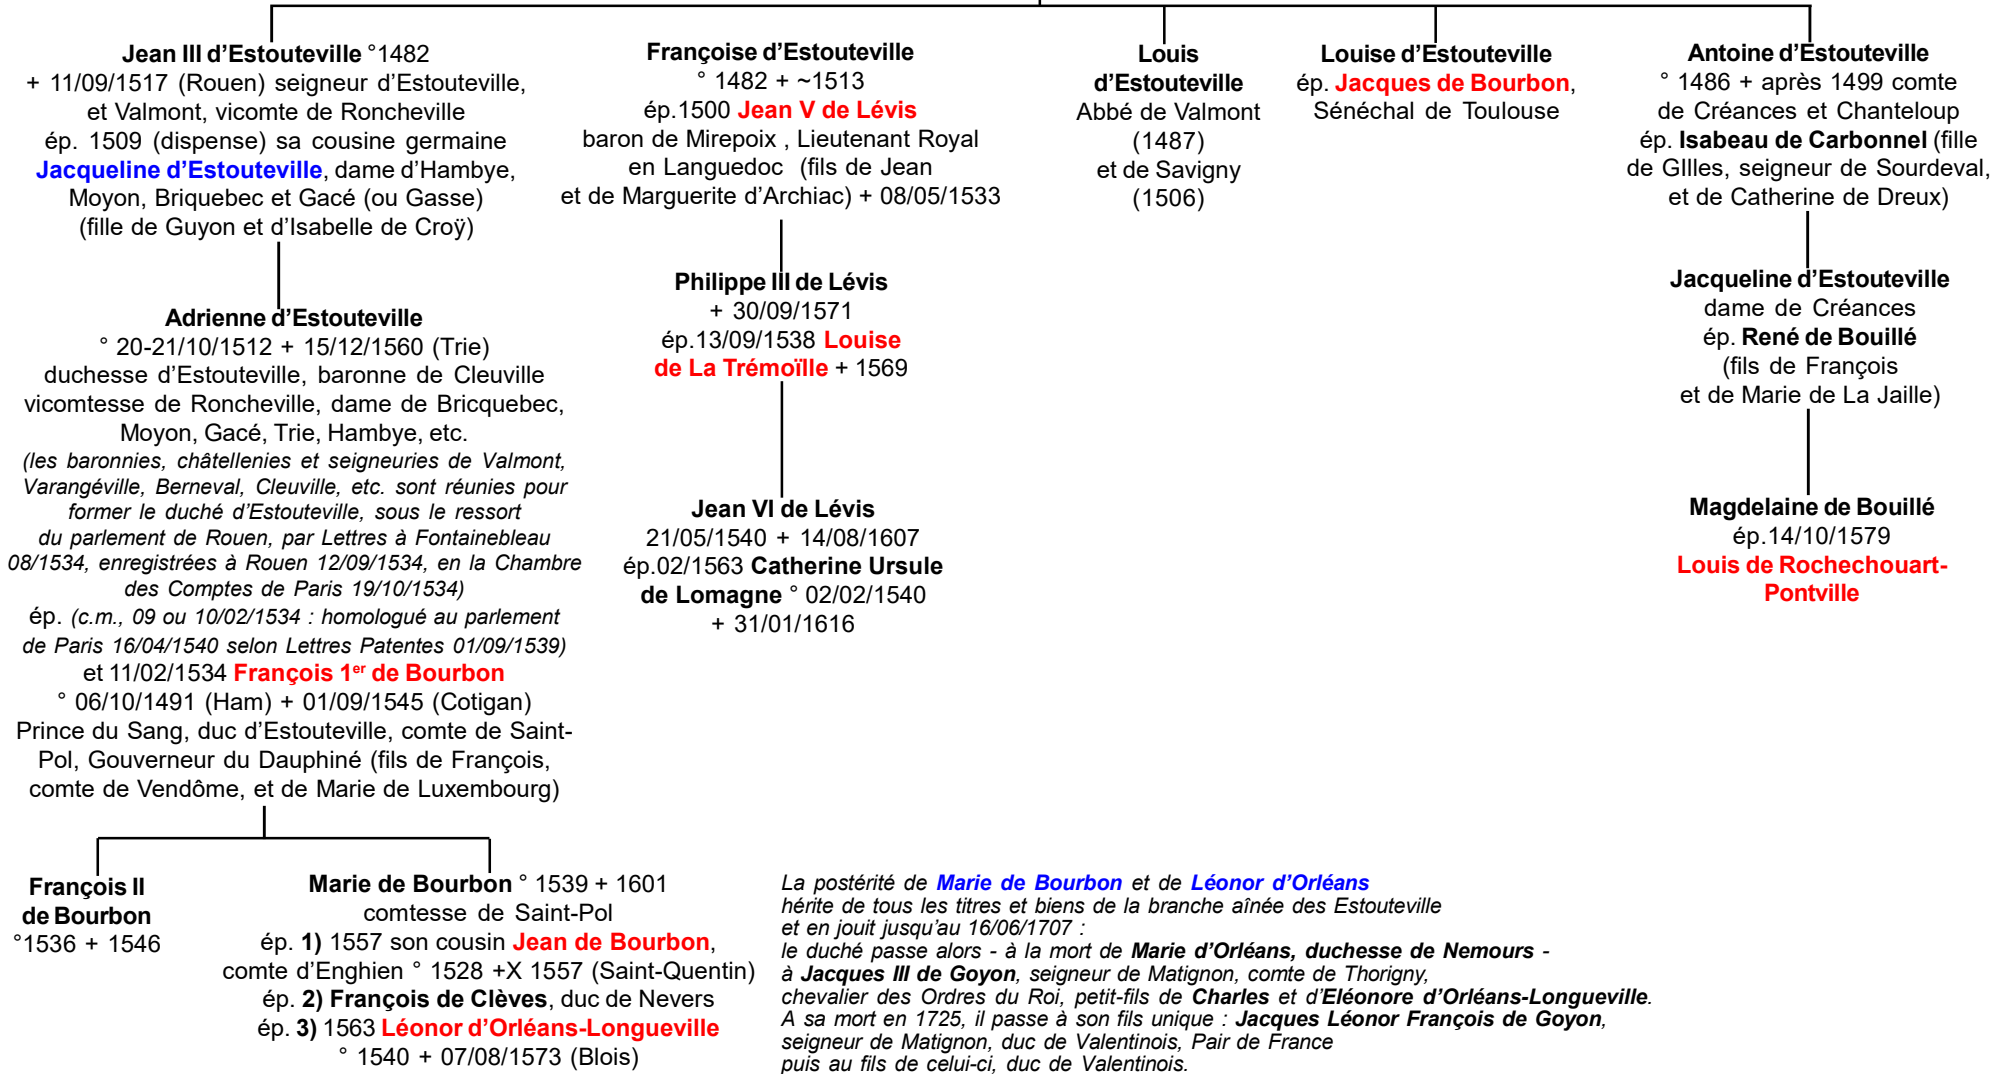 Jean III d’Estouteville °1482
+ 11/09/1517 (Rouen) seigneur d’Estouteville,
et Valmont, vicomte de Roncheville
ép. 1509 (dispense) sa cousine germaine
Jacqueline d’Estouteville, dame d’Hambye,
Moyon, Briquebec et Gacé (ou Gasse)
(fille de Guyon et d’Isabelle de Croÿ)
Françoise d’Estouteville
° 1482 + ~1513
ép.1500 Jean V de Lévis
baron de Mirepoix , Lieutenant Royal
en Languedoc (fils de Jean
et de Marguerite d’Archiac) + 08/05/1533
Louis
d’Estouteville
Abbé de Valmont
(1487)
et de Savigny
(1506)
Louise d’Estouteville
ép. Jacques de Bourbon,
Sénéchal de Toulouse
Antoine d’Estouteville
° 1486 + après 1499 comte
de Créances et Chanteloup
ép. Isabeau de Carbonnel (fille
de GIlles, seigneur de Sourdeval,
et de Catherine de Dreux)
Adrienne d’Estouteville
° 20-21/10/1512 + 15/12/1560 (Trie)
duchesse d’Estouteville, baronne de Cleuville
vicomtesse de Roncheville, dame de Bricquebec,
Moyon, Gacé, Trie, Hambye, etc.
(les baronnies, châtellenies et seigneuries de Valmont,
Varangéville, Berneval, Cleuville, etc. sont réunies pour
former le duché d’Estouteville, sous le ressort
du parlement de Rouen, par Lettres à Fontainebleau
08/1534, enregistrées à Rouen 12/09/1534, en la Chambre
des Comptes de Paris 19/10/1534)
ép. (c.m., 09 ou 10/02/1534 : homologué au parlement
de Paris 16/04/1540 selon Lettres Patentes 01/09/1539)
et 11/02/1534 François 1er de Bourbon
° 06/10/1491 (Ham) + 01/09/1545 (Cotigan)
Prince du Sang, duc d’Estouteville, comte de Saint-
Pol, Gouverneur du Dauphiné (fils de François,
comte de Vendôme, et de Marie de Luxembourg)
Philippe III de Lévis
+ 30/09/1571
ép.13/09/1538 Louise
de La Trémoïlle + 1569
Jean VI de Lévis
21/05/1540 + 14/08/1607
ép.02/1563 Catherine Ursule
de Lomagne ° 02/02/1540
+ 31/01/1616
Jacqueline d’Estouteville
dame de Créances
ép. René de Bouillé
(fils de François
et de Marie de La Jaille)
Magdelaine de Bouillé
ép.14/10/1579
Louis de Rochechouart-
Pontville
François II
de Bourbon
°1536 + 1546
Marie de Bourbon ° 1539 + 1601
comtesse de Saint-Pol
ép. 1) 1557 son cousin Jean de Bourbon,
comte d’Enghien ° 1528 +X 1557 (Saint-Quentin)
ép. 2) François de Clèves, duc de Nevers
ép. 3) 1563 Léonor d’Orléans-Longueville
° 1540 + 07/08/1573 (Blois)
La postérité de Marie de Bourbon et de Léonor d’Orléans
hérite de tous les titres et biens de la branche aînée des Estouteville
et en jouit jusqu’au 16/06/1707 :
le duché passe alors - à la mort de Marie d’Orléans, duchesse de Nemours -
à Jacques III de Goyon, seigneur de Matignon, comte de Thorigny,
chevalier des Ordres du Roi, petit-fils de Charles et d’Eléonore d’Orléans-Longueville.
A sa mort en 1725, il passe à son fils unique : Jacques Léonor François de Goyon,
seigneur de Matignon, duc de Valentinois, Pair de France
puis au fils de celui-ci, duc de Valentinois.